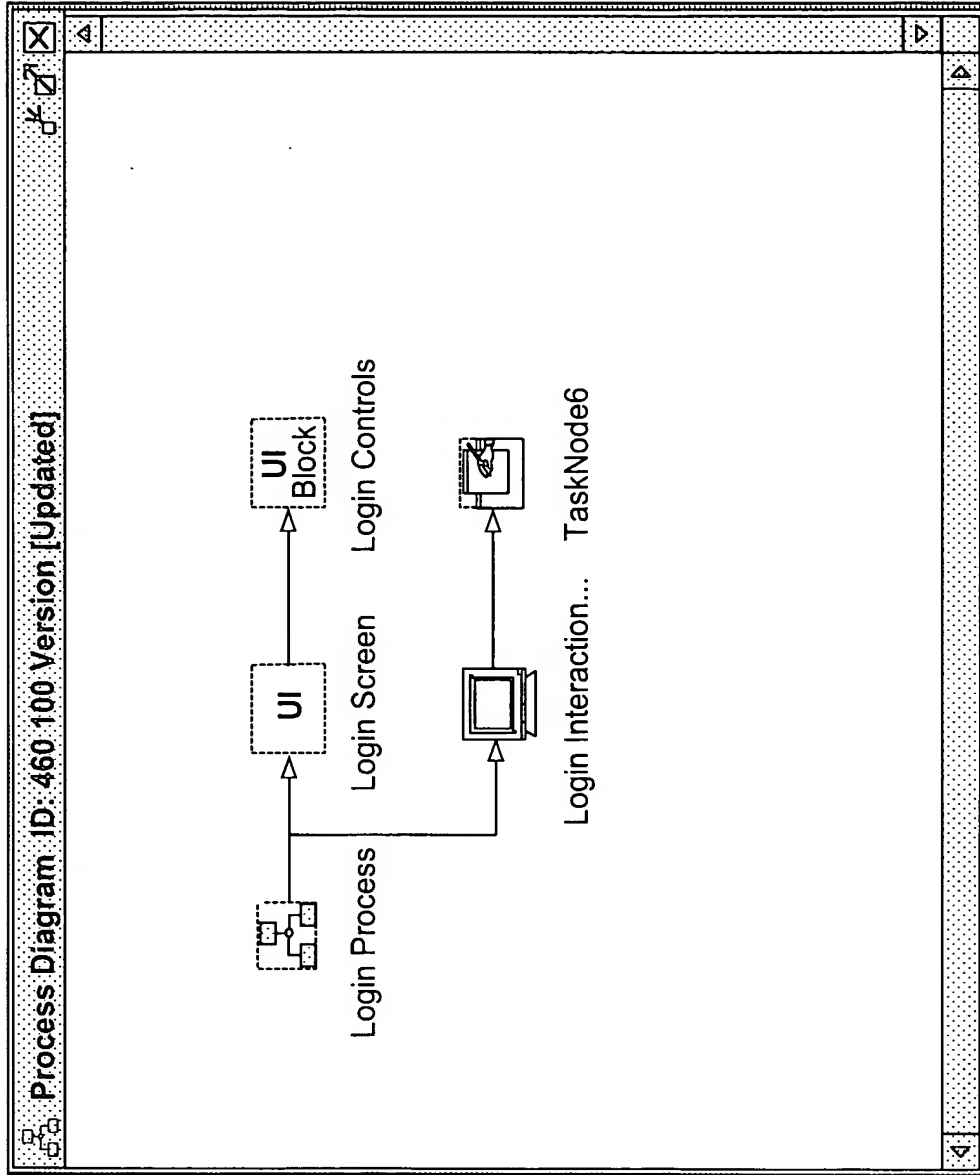 Process Diagram ID: 460 100 Version [Updated]
UI
UI
Block
Login Process
Login Screen
Login Controls
Login Interaction...
TaskNode6